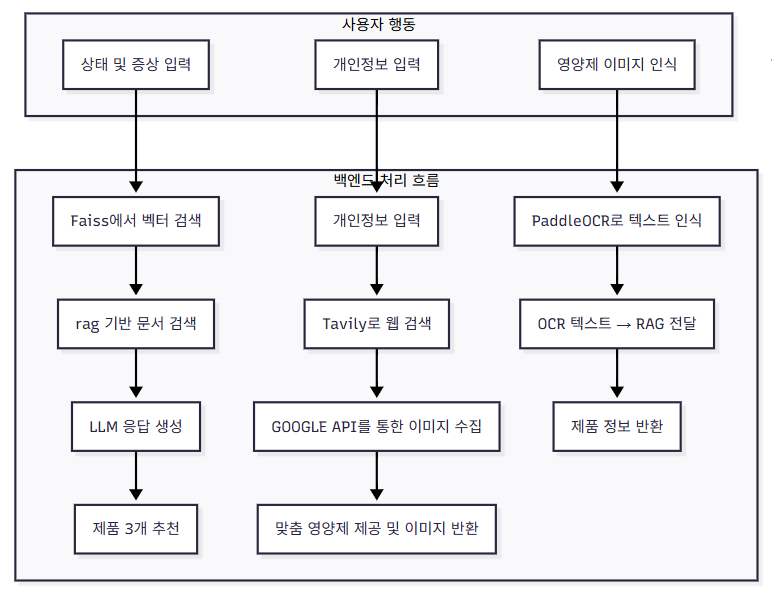 사용자 행동
상태 및 증상 입력
개인정보 입력
영양제 이미지 인식
백엔드 처리 흐름
Faiss에서 벡터 검색
개인정보 입력
PaddleOCR로 텍스트 인식
rag 기반 문서 검색
Tavily로 웹 검색
OCR 텍스트 → RAG 전달
LLM 응답 생성
GOOGLE API를 통한 이미지 수집
제품 정보 반환
제품 3개 추천
맞춤 영양제 제공 및 이미지 반환